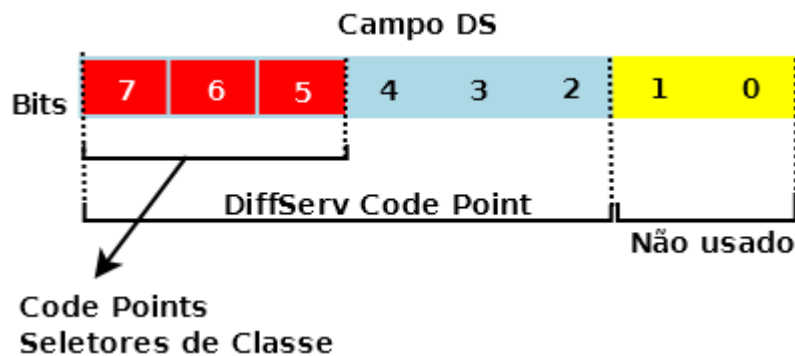 Campo DS
Bits 7 6 5 4 3 2 1 0
DiffServ Code Point
Não usado
Code Points
Seletores de Classe